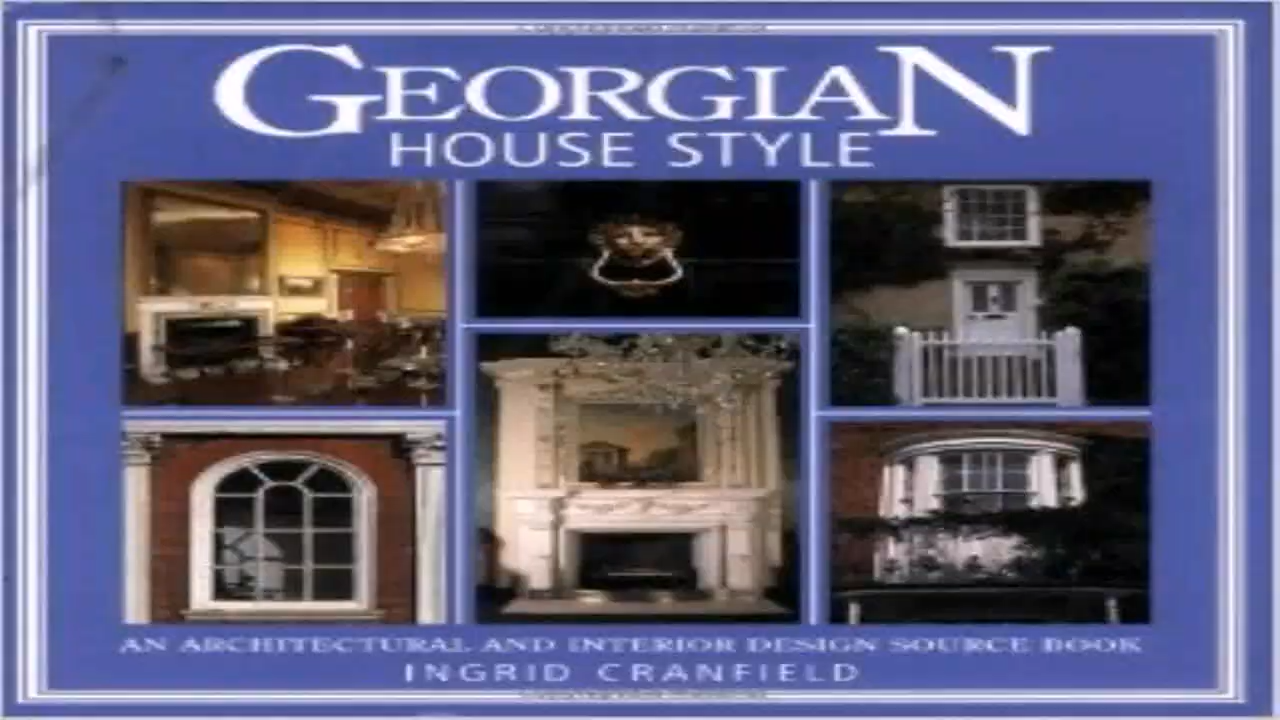 GEORGIAN
HOUSE STYLE
AN ARCHITECTURAL AND INTERIOR DESIGN SOURCE BOOK
INGRID CRANFIELD